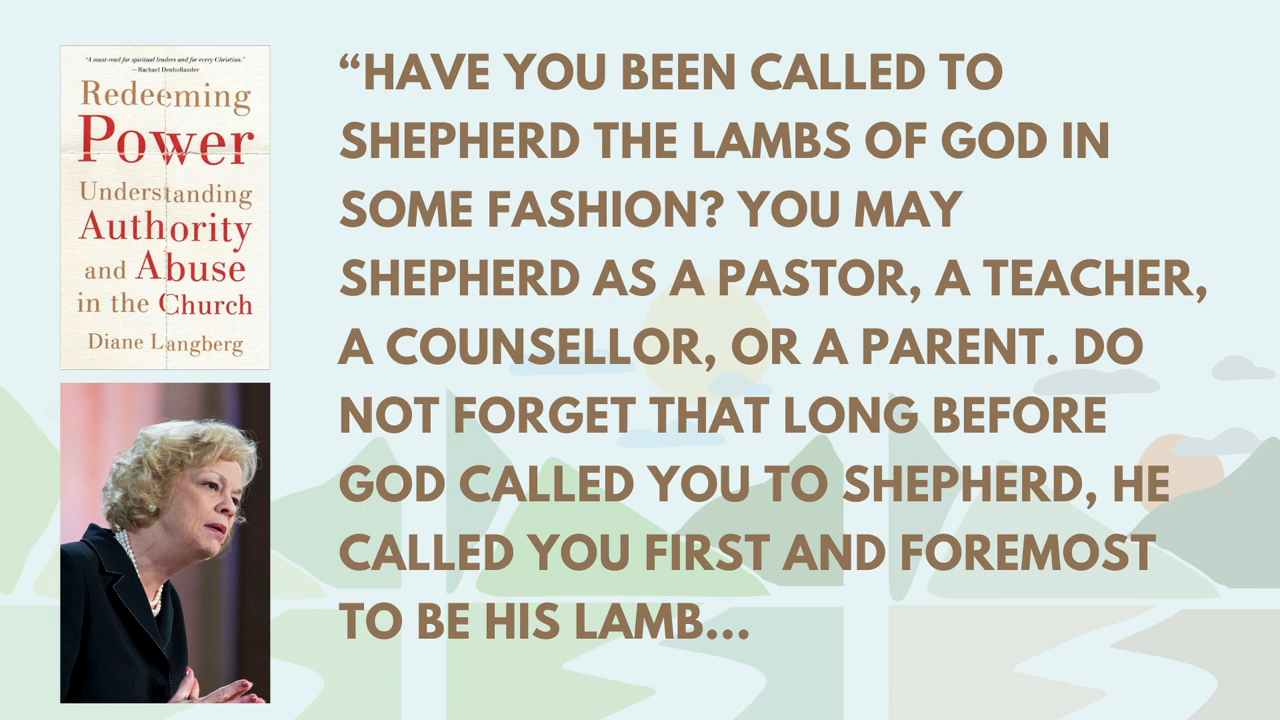 "A must-read for spiritual leaders and for every Christian."
—Rachael Denhollander
Redeeming
Power
Understanding
Authority
and Abuse
in the Church
Diane Langberg
“HAVE YOU BEEN CALLED TO
SHEPHERD THE LAMBS OF GOD IN
SOME FASHION? YOU MAY
SHEPHERD AS A PASTOR, A TEACHER,
A COUNSELLOR, OR A PARENT. DO
NOT FORGET THAT LONG BEFORE
GOD CALLED YOU TO SHEPHERD, HE
CALLED YOU FIRST AND FOREMOST
TO BE HIS LAMB...